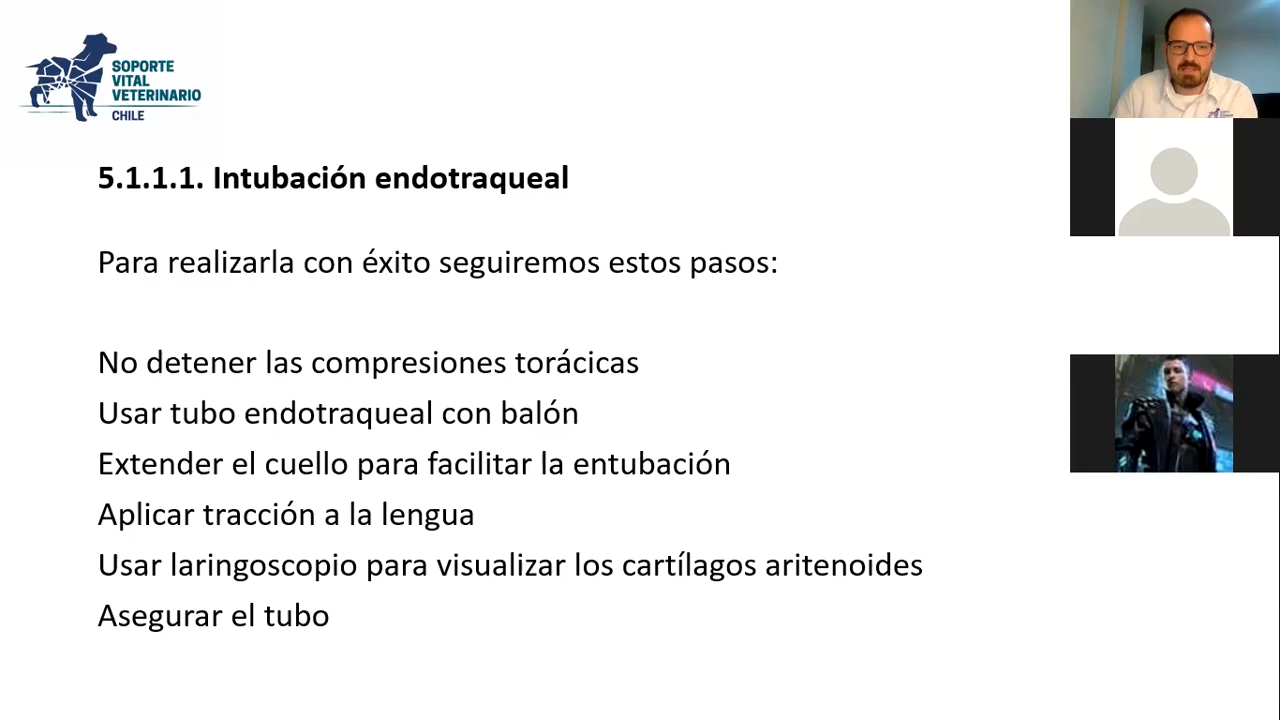 SOPORTE
VITAL
VETERINARIO
CHILE
5.1.1.1. Intubación endotraqueal
Para realizarla con éxito seguiremos estos pasos:
No detener las compresiones torácicas
Usar tubo endotraqueal con balón
Extender el cuello para facilitar la entubación
Aplicar tracción a la lengua
Usar laringoscopio para visualizar los cartílagos aritenoides
Asegurar el tubo